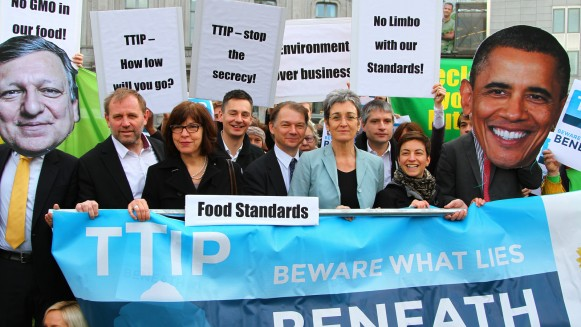 No GMO in
our food!
TTIP –
How low
will you go?
TTIP – stop
the
secrecy!
Environment
over business
No Limbo
with our
Standards!
Food Standards
TTIP
BEWARE WHAT LIES
BENEATH
BENEATH